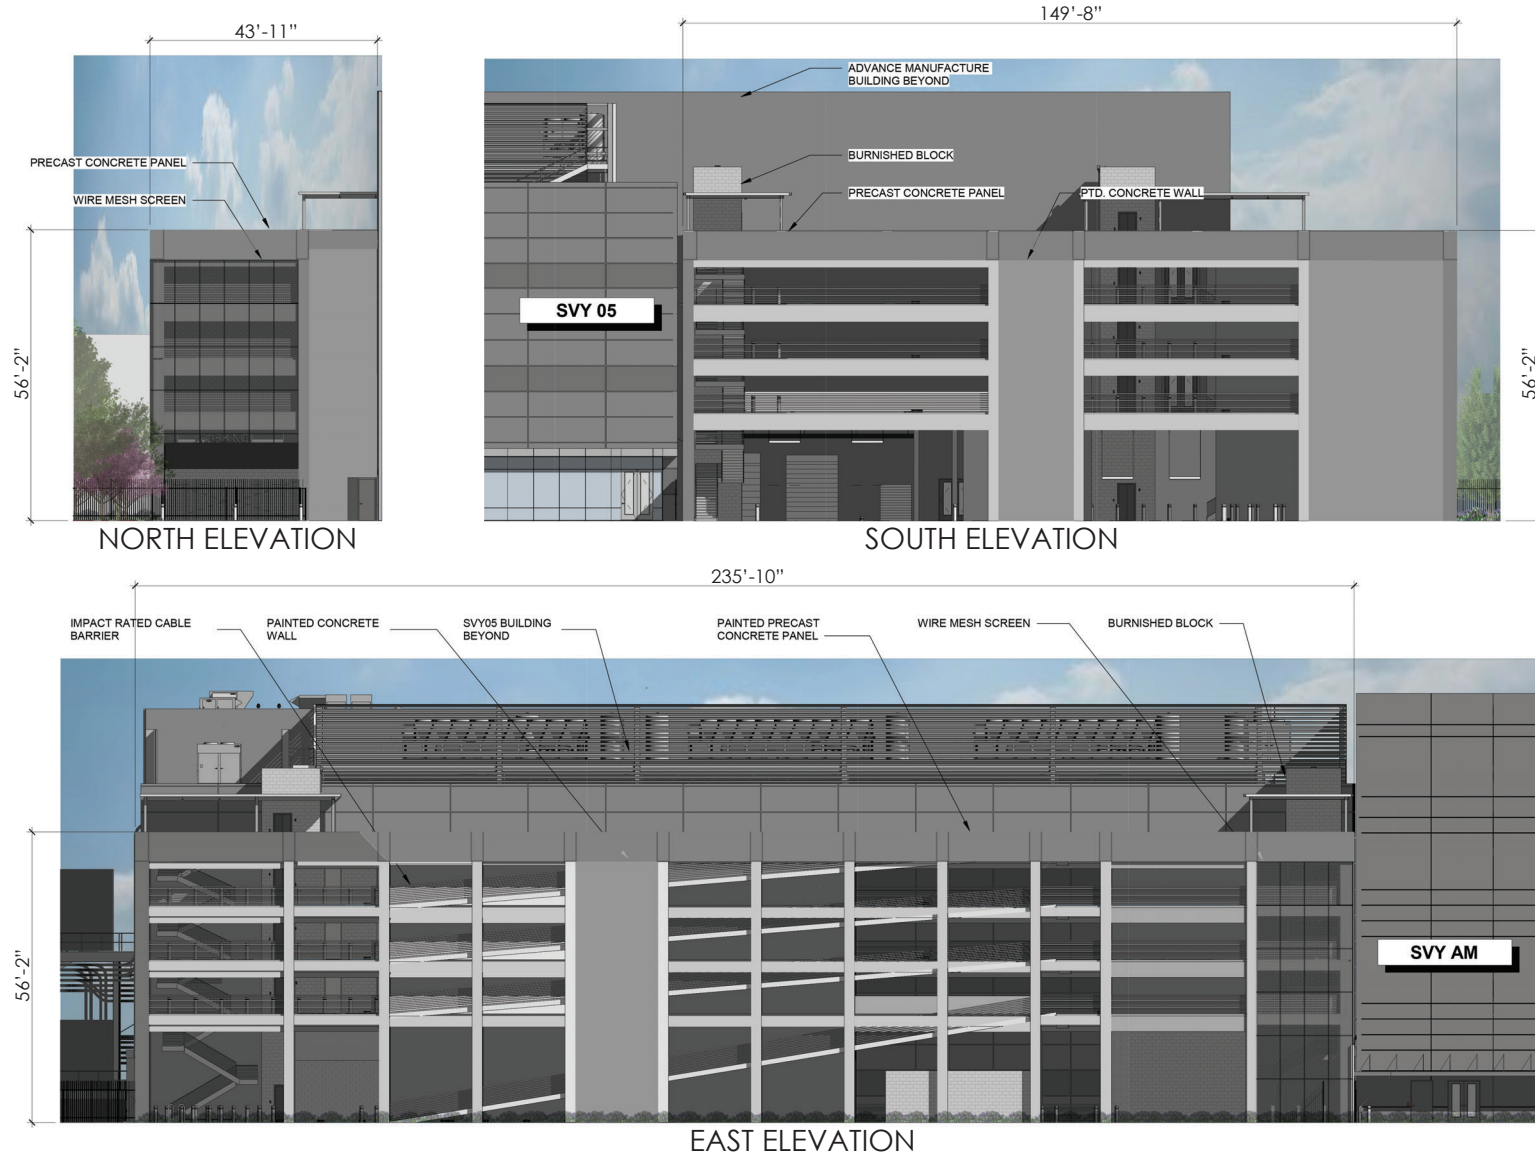 43'-11"
PRECAST CONCRETE PANEL
WIRE MESH SCREEN
56'-2"
NORTH ELEVATION
149'-8"
ADVANCE MANUFACTURE
BUILDING BEYOND
BURNISHED BLOCK
PRECAST CONCRETE PANEL
PTD. CONCRETE WALL
SVY 05
56'-2"
SOUTH ELEVATION
235'-10"
IMPACT RATED CABLE
BARRIER
PAINTED CONCRETE
WALL
SVY05 BUILDING
BEYOND
PAINTED PRECAST
CONCRETE PANEL
WIRE MESH SCREEN
BURNISHED BLOCK
56'-2"
SVY AM
EAST ELEVATION